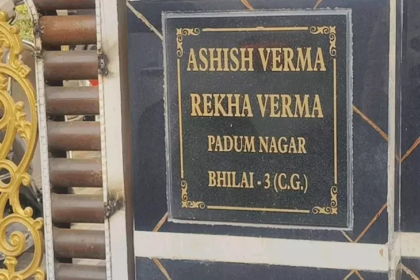 ASHISH VERMA
REKHA VERMA
PADUM NAGAR
BHILAI - 3 (C.G.)